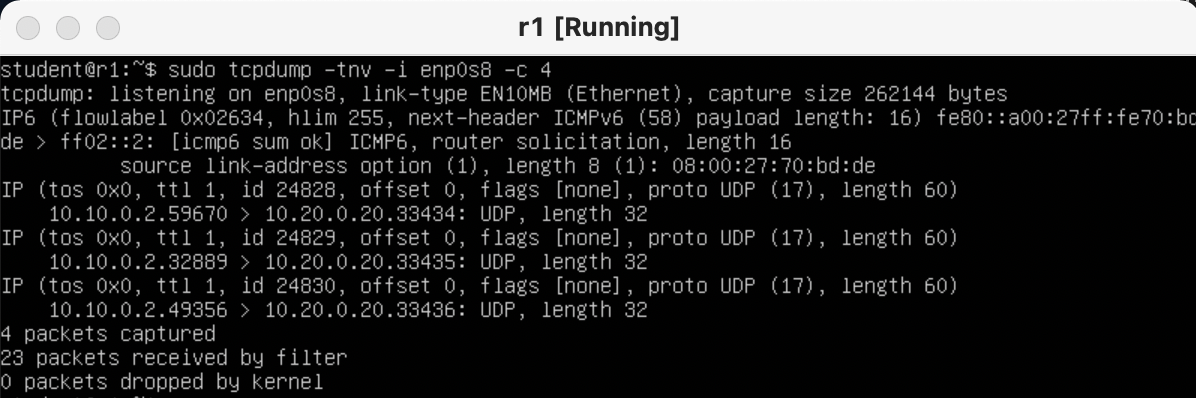 r1 [Running]
student@r1:~$ sudo tcpdump -tnv -i enp0s8 -c 4
tcpdump: listening on enp0s8, link-type EN10MB (Ethernet), capture size 262144 bytes
IP6 (flowlabel 0x02634, hlim 255, next-header ICMPv6 (58) payload length: 16) fe80::a00:27ff:fe70:bd
de > ff02::2: [icmp6 sum ok] ICMP6, router solicitation, length 16
          source link-address option (1), length 8 (1): 08:00:27:70:bd:de
IP (tos 0x0, ttl 1, id 24828, offset 0, flags [none], proto UDP (17), length 60)
    10.10.0.2.59670 > 10.20.0.20.33434: UDP, length 32
IP (tos 0x0, ttl 1, id 24829, offset 0, flags [none], proto UDP (17), length 60)
    10.10.0.2.32889 > 10.20.0.20.33435: UDP, length 32
IP (tos 0x0, ttl 1, id 24830, offset 0, flags [none], proto UDP (17), length 60)
    10.10.0.2.49356 > 10.20.0.20.33436: UDP, length 32
4 packets captured
23 packets received by filter
0 packets dropped by kernel